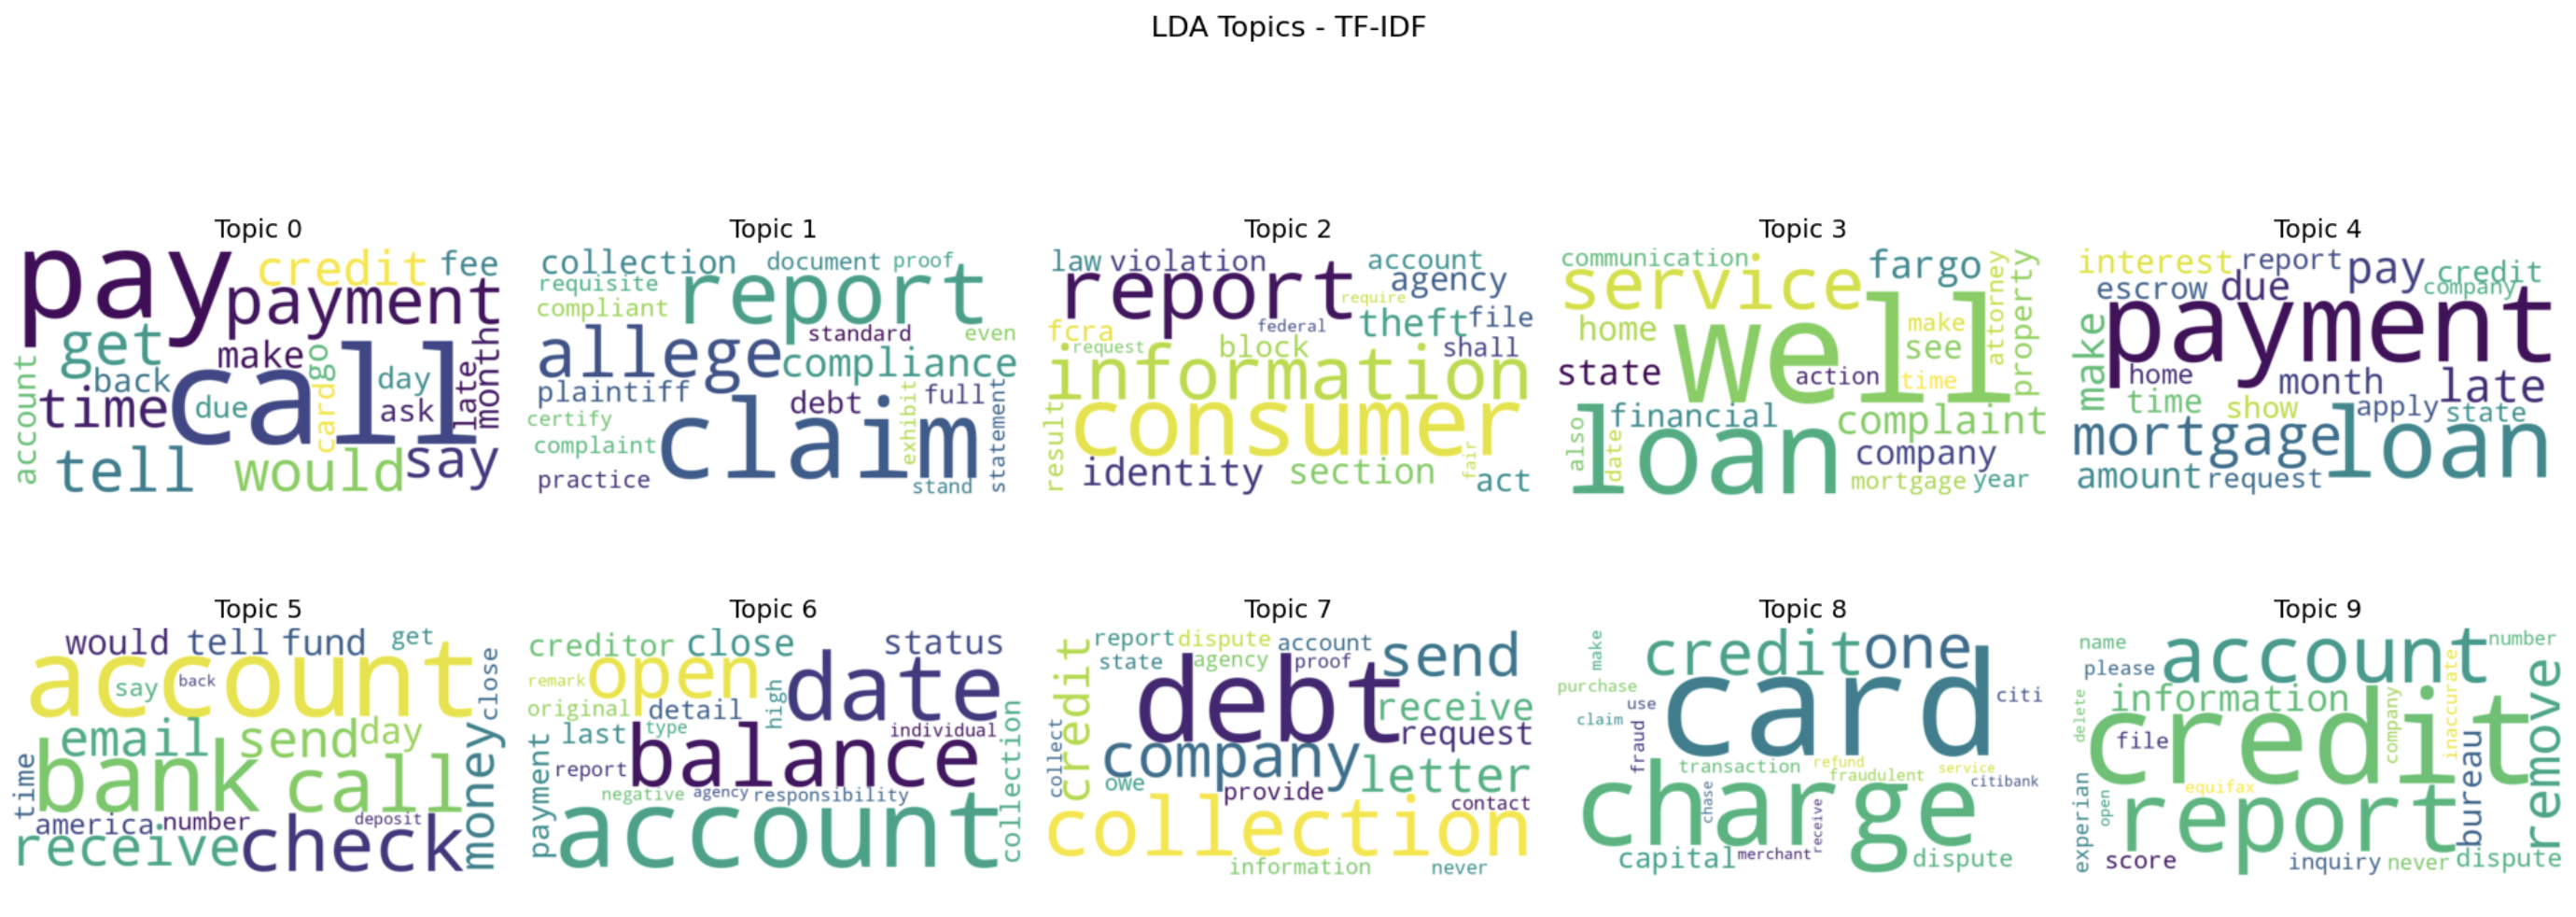 LDA Topics - TF-IDF
Topic 0
pay
credit
fee
payment
get
make
go
month
account
back
call
day
late
time
due
card
ask
tell
would
say
Topic 1
collection
document
proof
requisite
report
compliant
standard
even
allege
compliance
plaintiff
debt
full
certify
claim
exhibit
statement
complaint
practice
stand
Topic 2
law
violation
account
report
agency
require
fcra
federal
theft
file
request
block
shall
information
consumer
result
identity
section
fair
act
Topic 3
communication
service
fargo
attorney
property
home
well
make
see
state
action
time
financial
loan
complaint
also
date
company
mortgage
year
Topic 4
interest
report
pay
credit
escrow
due
company
payment
make
home
month
late
time
show
apply
state
mortgage
loan
amount
request
Topic 5
would
tell
fund
get
account
say
back
close
email
send
day
bank
call
money
time
america
number
deposit
receive
check
Topic 6
creditor
close
status
remark
open
date
original
detail
high
last
type
individual
balance
collection
payment
report
negative
agency
responsibility
account
Topic 7
report
dispute
account
send
state
agency
proof
credit
debt
receive
company
request
collect
owe
letter
provide
contact
collection
information
never
Topic 8
make
credit
one
purchase
card
use
citi
claim
fraud
transaction
refund
fraudulent
service
citibank
charge
chase
receive
capital
merchant
dispute
Topic 9
name
account
number
please
information
remove
delete
credit
company
inaccurate
file
equifax
bureau
experian
open
report
score
inquiry
never
dispute